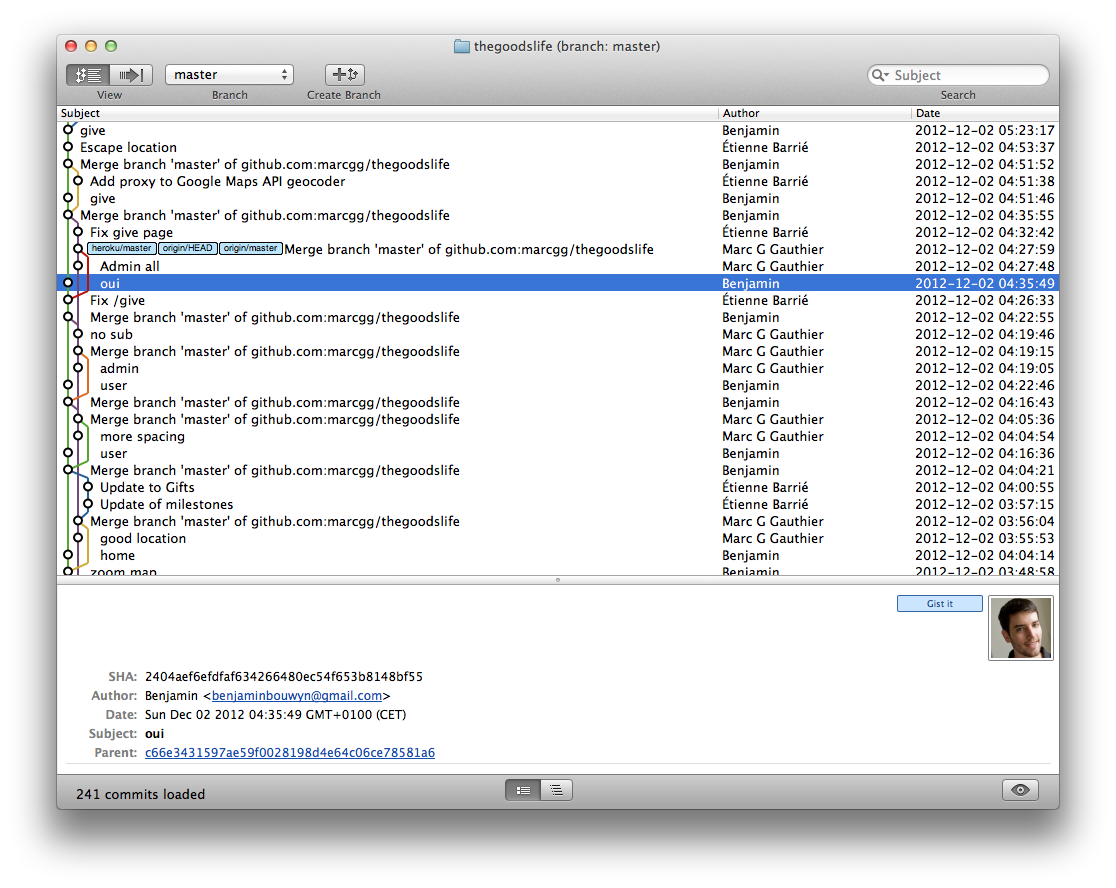 thegoodslife (branch: master)
master
Subject
View Branch Create Branch Search
Subject Author Date
give Benjamin 2012-12-02 05:23:17
Escape location Étienne Barrié 2012-12-02 04:53:37
Merge branch 'master' of github.com:marcgg/thegoodslife Benjamin 2012-12-02 04:51:52
Add proxy to Google Maps API geocoder Étienne Barrié 2012-12-02 04:51:38
give Benjamin 2012-12-02 04:51:46
Merge branch 'master' of github.com:marcgg/thegoodslife Benjamin 2012-12-02 04:35:55
Fix give page Étienne Barrié 2012-12-02 04:32:42
heroku/master origin/HEAD origin/master Merge branch 'master' of github.com:marcgg/thegoodslife Marc G Gauthier 2012-12-02 04:27:59
Admin all Marc G Gauthier 2012-12-02 04:27:48
oui Benjamin 2012-12-02 04:35:49
Fix /give Étienne Barrié 2012-12-02 04:26:33
Merge branch 'master' of github.com:marcgg/thegoodslife Benjamin 2012-12-02 04:22:55
no sub Marc G Gauthier 2012-12-02 04:19:46
Merge branch 'master' of github.com:marcgg/thegoodslife Marc G Gauthier 2012-12-02 04:19:15
admin Marc G Gauthier 2012-12-02 04:19:05
user Benjamin 2012-12-02 04:22:46
Merge branch 'master' of github.com:marcgg/thegoodslife Benjamin 2012-12-02 04:16:43
Merge branch 'master' of github.com:marcgg/thegoodslife Marc G Gauthier 2012-12-02 04:05:36
more spacing Marc G Gauthier 2012-12-02 04:04:54
user Benjamin 2012-12-02 04:16:36
Merge branch 'master' of github.com:marcgg/thegoodslife Benjamin 2012-12-02 04:04:21
Update to Gifts Étienne Barrié 2012-12-02 04:00:55
Update of milestones Étienne Barrié 2012-12-02 03:57:15
Merge branch 'master' of github.com:marcgg/thegoodslife Marc G Gauthier 2012-12-02 03:56:04
good location Marc G Gauthier 2012-12-02 03:55:53
home Benjamin 2012-12-02 04:04:14
zoom map Benjamin 2012-12-02 03:48:58
Gist it
SHA: 2404aef6efdfaf634266480ec54f653b8148bf55
Author: Benjamin <benjaminbouwyn@gmail.com>
Date: Sun Dec 02 2012 04:35:49 GMT+0100 (CET)
Subject: oui
Parent: c66e3431597ae59f0028198d4e64c06ce78581a6
241 commits loaded